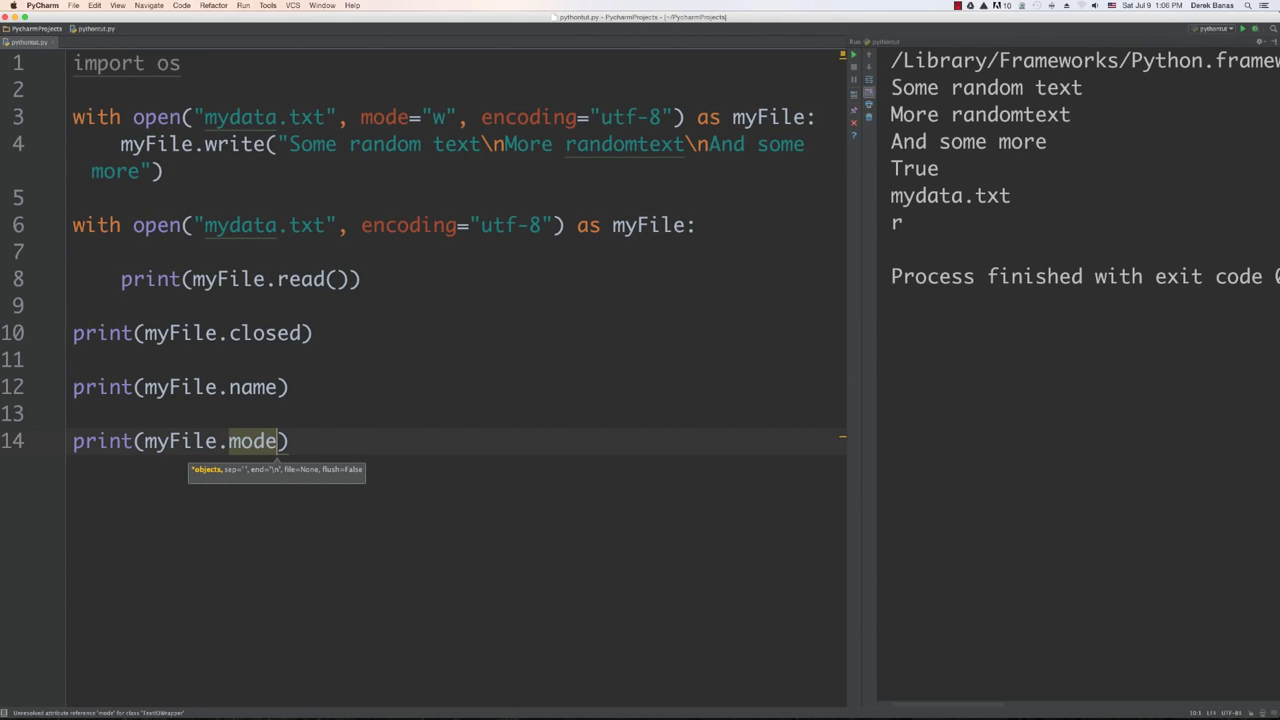 PyCharm File Edit View Navigate Code Refactor Run Tools VCS Window Help
10 Sat Jul 9 1:06 PM Derek Banas
pythontut.py - PycharmProjects - [~/PycharmProjects]
PycharmProjects pythontut.py
pythontut
pythontut.py
Run pythontut
1 import os
2
3 with open("mydata.txt", mode="w", encoding="utf-8") as myFile:
4 myFile.write("Some random text\nMore randomtext\nAnd some
more")
5
6 with open("mydata.txt", encoding="utf-8") as myFile:
7
8 print(myFile.read())
9
10 print(myFile.closed)
11
12 print(myFile.name)
13
14 print(myFile.mode)
*objects, sep=' ', end='\n', file=None, flush=False
/Library/Frameworks/Python.framew
Some random text
More randomtext
And some more
True
mydata.txt
r
Process finished with exit code 0
Unresolved attribute reference 'mode' for class 'TextIOWrapper'
10:1 LF÷ UTF-8÷